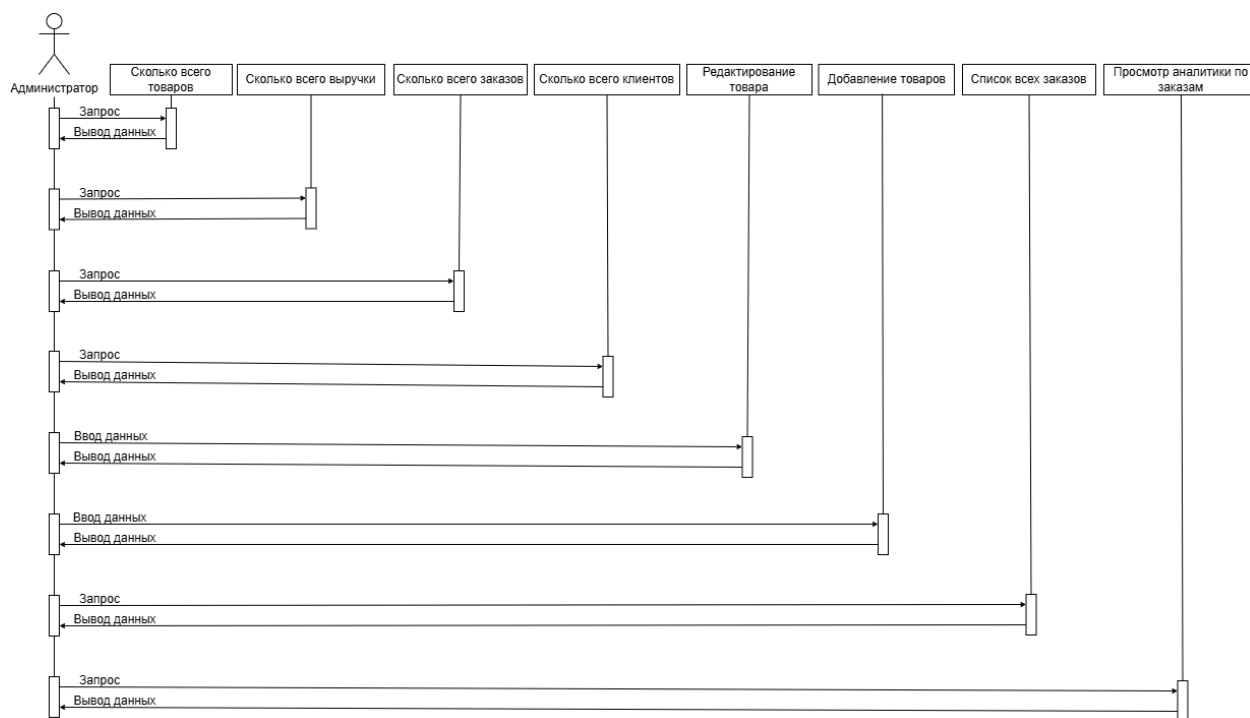 Администратор
Сколько всего
товаров
Сколько всего выручки
Сколько всего заказов
Сколько всего клиентов
Редактирование
товара
Добавление товаров
Список всех заказов
Просмотр аналитики по
заказам
Запрос
Вывод данных
Запрос
Вывод данных
Запрос
Вывод данных
Запрос
Вывод данных
Ввод данных
Вывод данных
Ввод данных
Вывод данных
Запрос
Вывод данных
Запрос
Вывод данных